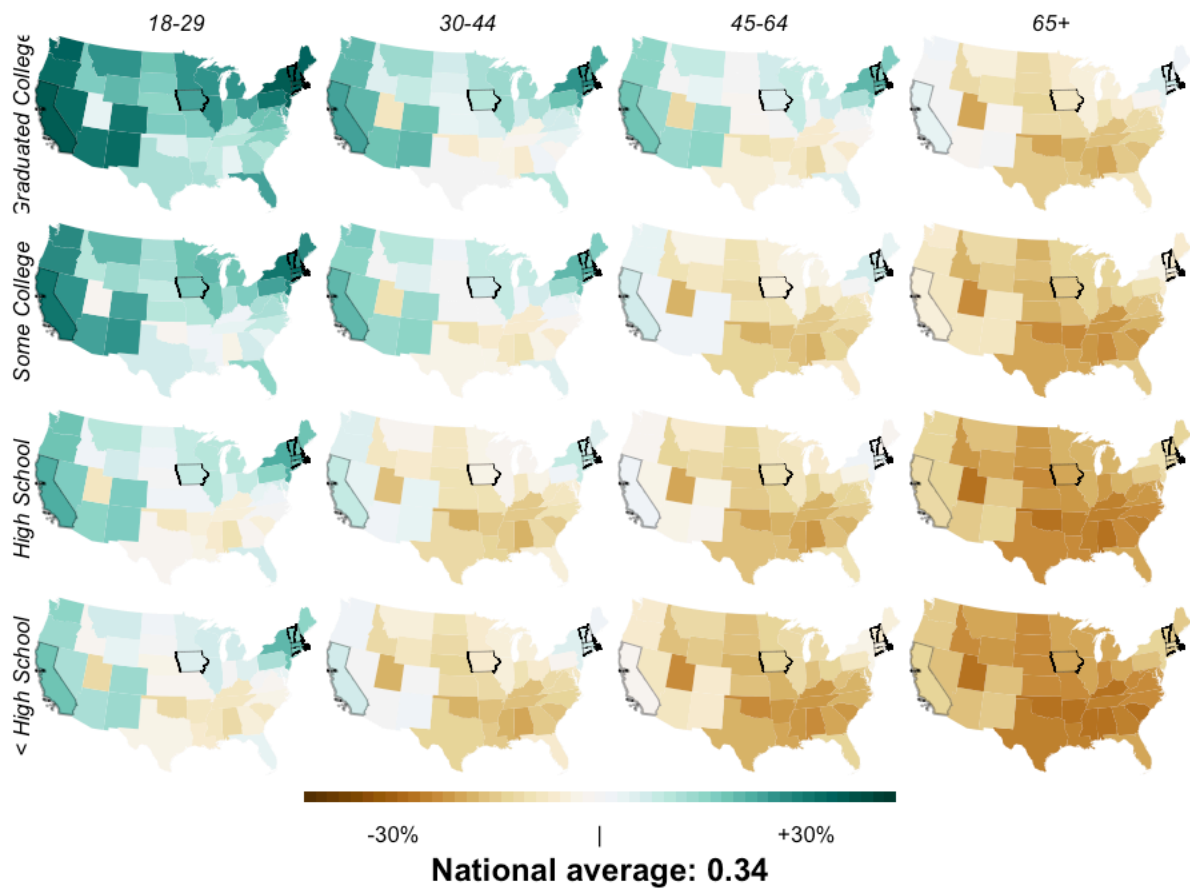 18-29 30-44 45-64 65+
Graduated College
Some College
High School
< High School
-30% | +30%
National average: 0.34